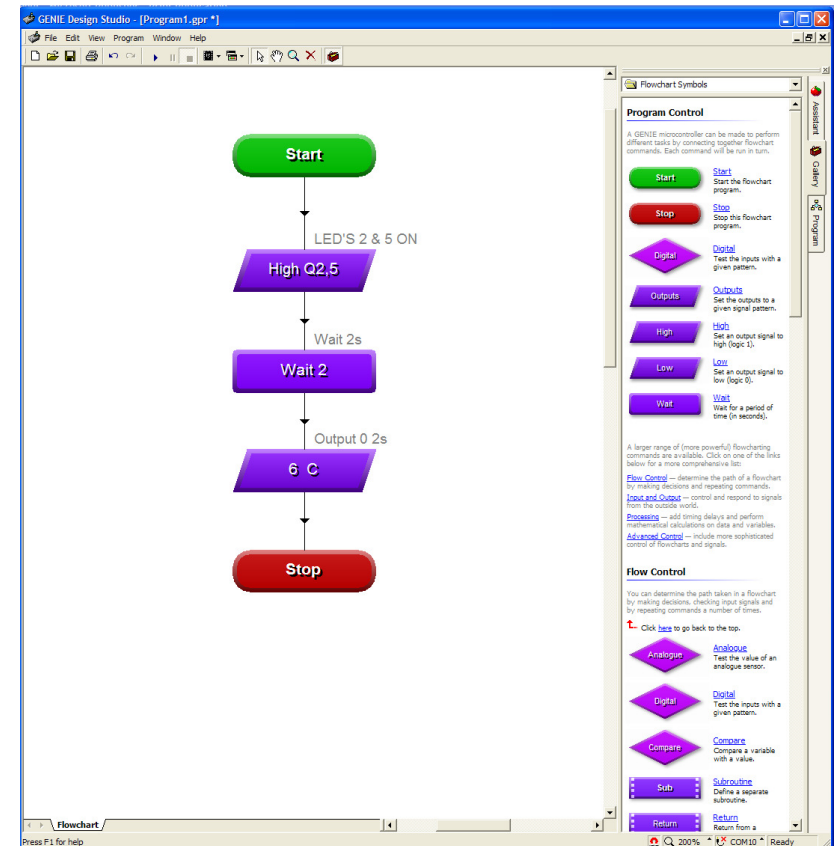 GENIE Design Studio - [Program1.gpr *]
File Edit View Program Window Help
Start
LED'S 2 & 5 ON
High Q2,5
Wait 2s
Wait 2
Output 0 2s
6 C
Stop
Flowchart
Press F1 for help
Flowchart Symbols
Program Control
A GENIE microcontroller can be made to perform
different tasks by connecting together flowchart
commands. Each command will be run in turn.
Start
Start
Start the flowchart
program.
Stop
Stop
Stop this flowchart
program.
Digital
Digital
Test the inputs with a
given pattern.
Outputs
Outputs
Set the outputs to a
given signal pattern.
High
High
Set an output signal to
high (logic 1).
Low
Low
Set an output signal to
low (logic 0).
Wait
Wait
Wait for a period of
time (in seconds).
A larger range of (more powerful) flowcharting
commands are available. Click on one of the links
below for a more comprehensive list:
Flow Control — determine the path of a flowchart
by making decisions and repeating commands.
Input and Output — control and respond to signals
from the outside world.
Processing — add timing delays and perform
mathematical calculations on data and variables.
Advanced Control — include more sophisticated
control of flowcharts and signals.
Flow Control
You can determine the path taken in a flowchart
by making decisions, checking input signals and
by repeating commands a number of times.
Click here to go back to the top.
Analogue
Analogue
Test the value of an
analogue sensor.
Digital
Digital
Test the inputs with a
given pattern.
Compare
Compare
Compare a variable
with a value.
Sub
Subroutine
Define a separate
subroutine.
Return
Return
Return from a
Assistant
Gallery
Program
200%
COM10
Ready